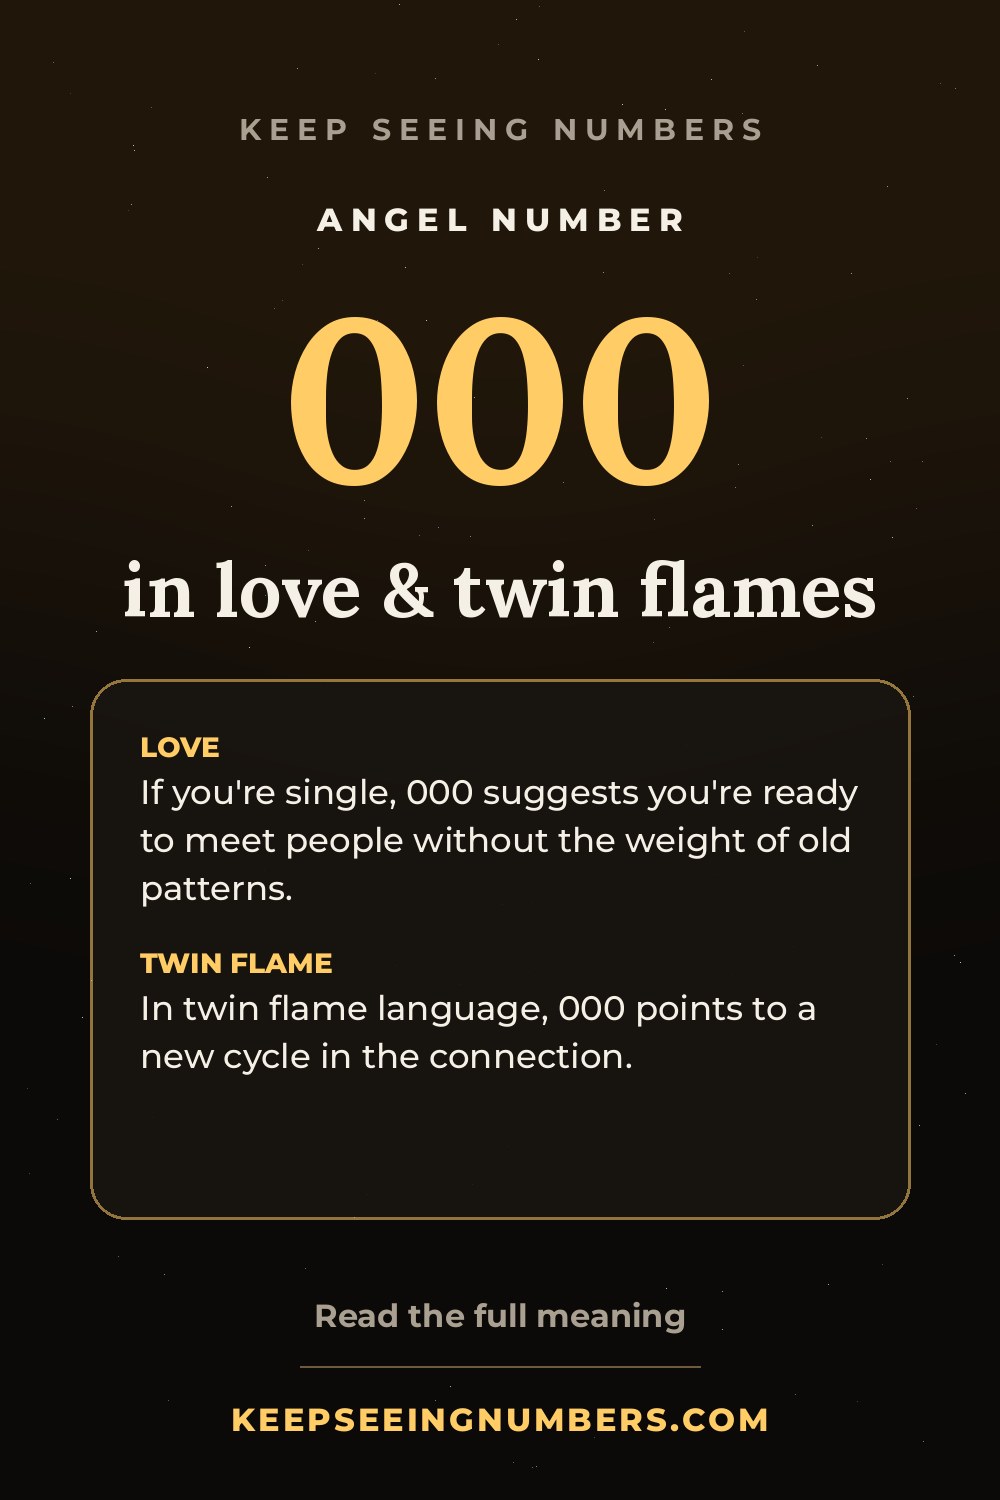 KEEP SEEING NUMBERS
ANGEL NUMBER
000
in love & twin flames
LOVE
If you're single, 000 suggests you're ready
to meet people without the weight of old
patterns.
TWIN FLAME
In twin flame language, 000 points to a
new cycle in the connection.
Read the full meaning
KEEPSEEINGNUMBERS.COM